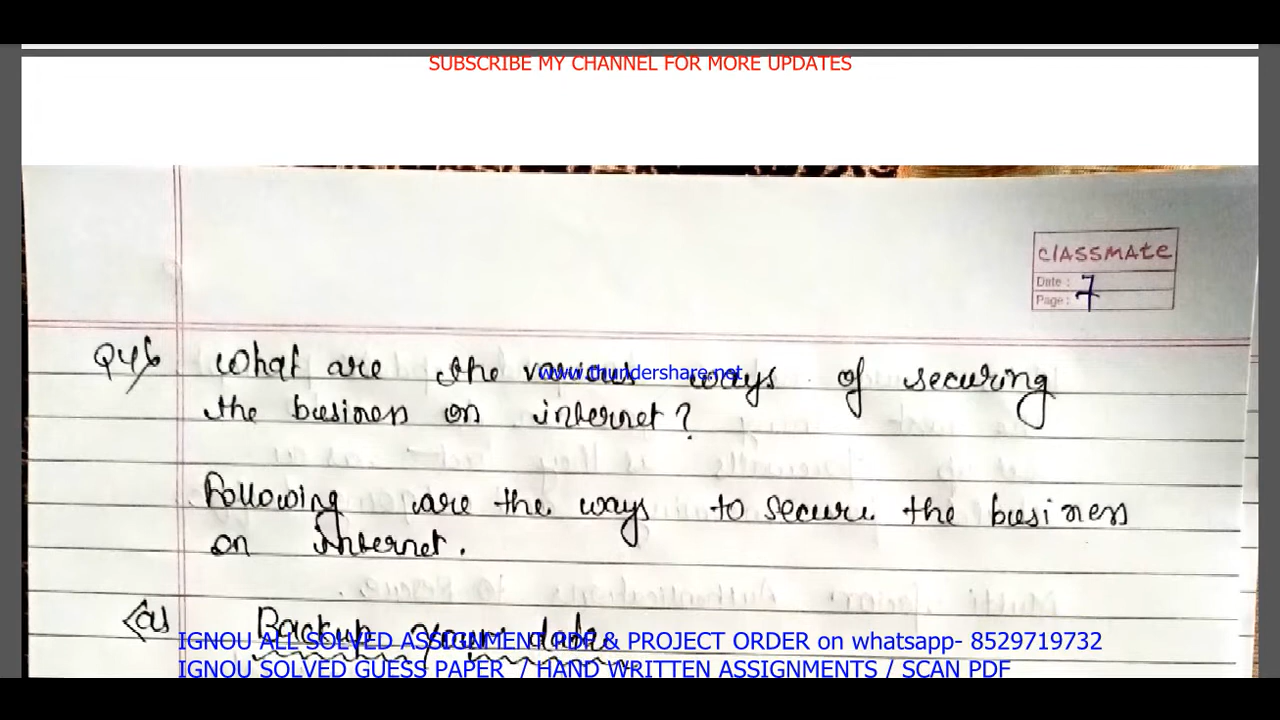 SUBSCRIBE MY CHANNEL FOR MORE UPDATES
CLASSMATE
Date :
Page : 7
Q46 What are the various ways of securing
www.thundershare.net
the business on internet?
Following are the ways to secure the business
on Internet.
(a) Backup your data
IGNOU ALL SOLVED ASSIGNMENT PDF & PROJECT ORDER on whatsapp- 8529719732
IGNOU SOLVED GUESS PAPER / HAND WRITTEN ASSIGNMENTS / SCAN PDF